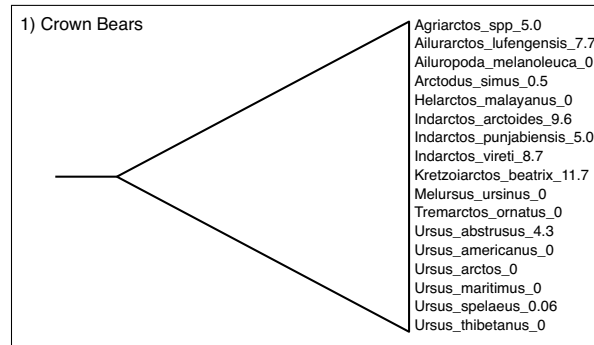 1) Crown Bears
Agriarctos_spp_5.0
Ailurarctos_lufengensis_7.7
Ailuropoda_melanoleuca_0
Arctodus_simus_0.5
Helarctos_malayanus_0
Indarctos_arctoides_9.6
Indarctos_punjabiensis_5.0
Indarctos_vireti_8.7
Kretzoiarctos_beatrix_11.7
Melursus_ursinus_0
Tremarctos_ornatus_0
Ursus_abstrusus_4.3
Ursus_americanus_0
Ursus_arctos_0
Ursus_maritimus_0
Ursus_spelaeus_0.06
Ursus_thibetanus_0